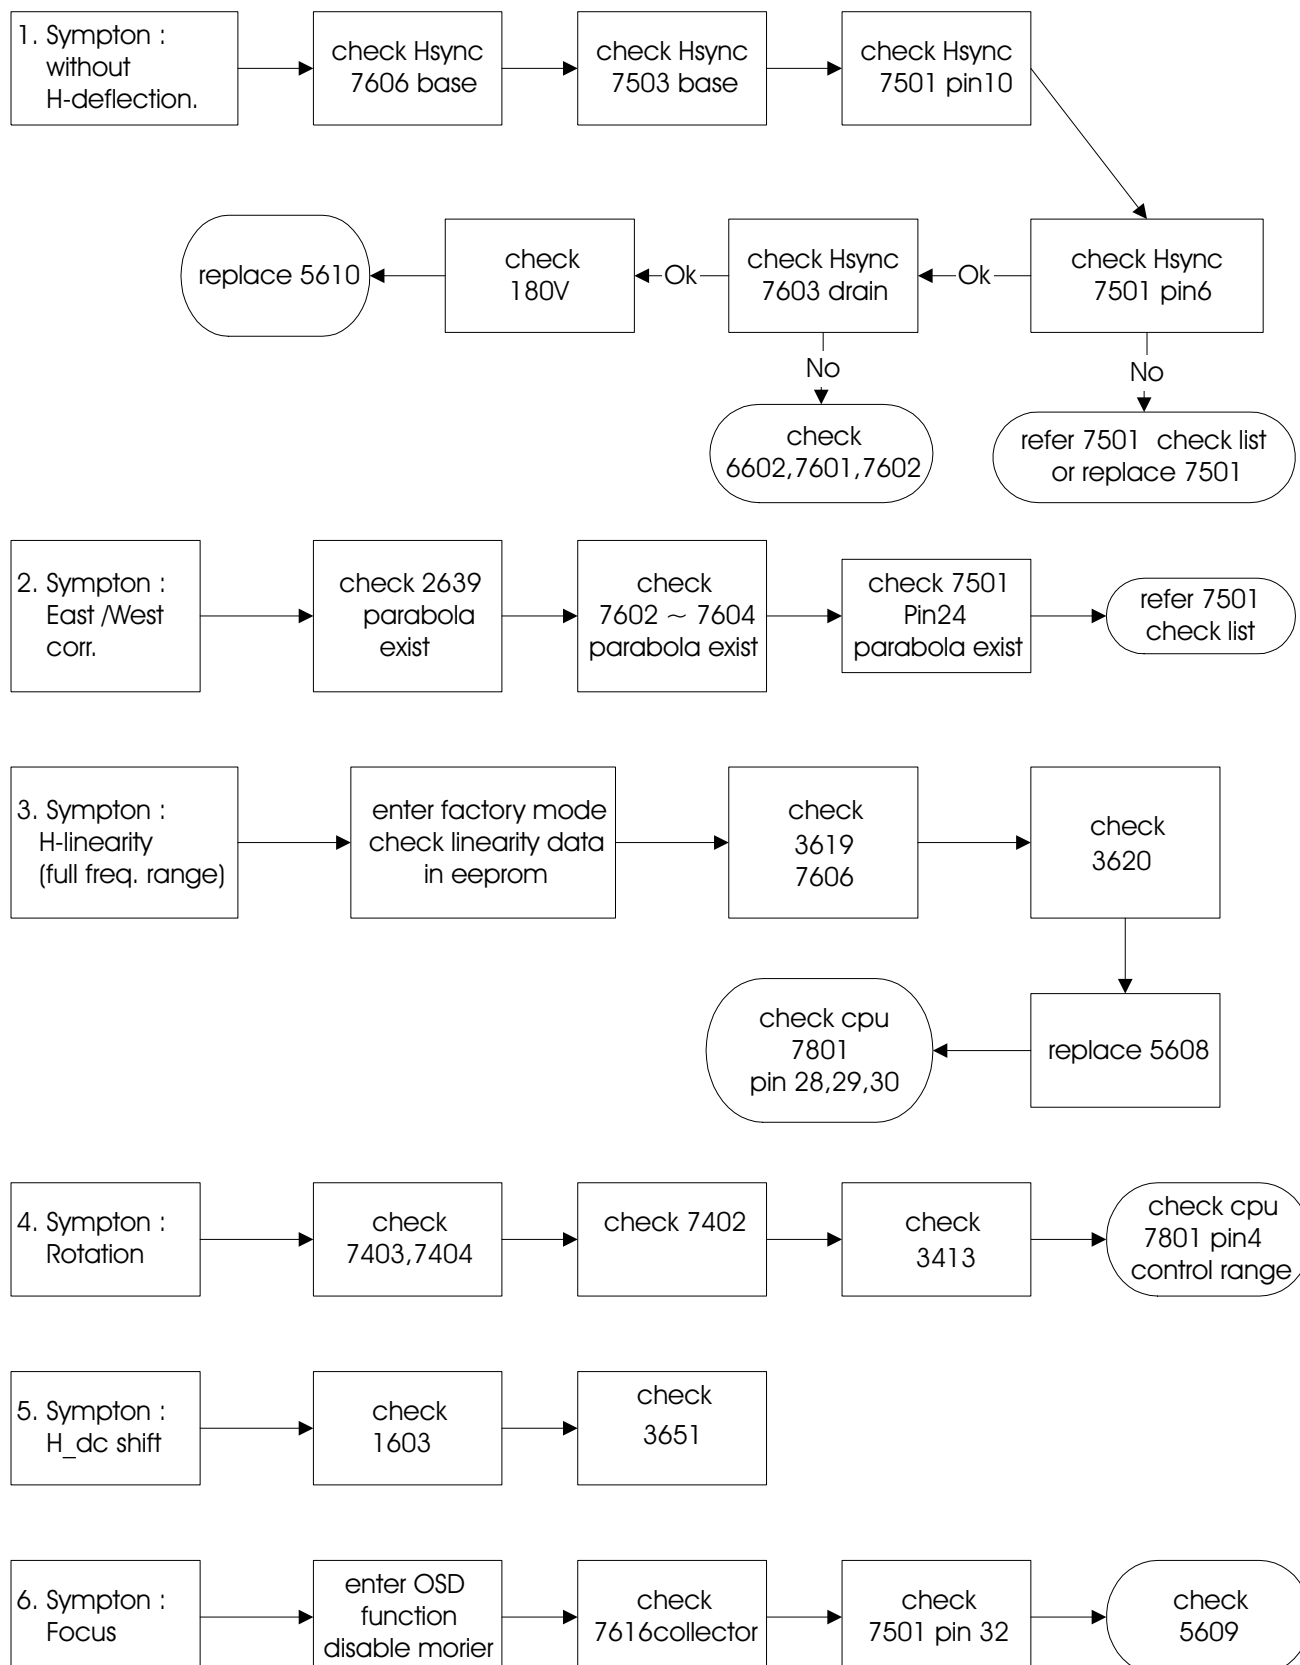 1. Sympton :
without
H-deflection.
check Hsync
7606 base
check Hsync
7503 base
check Hsync
7501 pin10
replace 5610
check
180V
Ok
check Hsync
7603 drain
Ok
check Hsync
7501 pin6
No
No
check
6602,7601,7602
refer 7501 check list
or replace 7501
2. Sympton :
East /West
corr.
check 2639
parabola
exist
check
7602 ~ 7604
parabola exist
check 7501
Pin24
parabola exist
refer 7501
check list
3. Sympton :
H-linearity
(full freq. range)
enter factory mode
check linearity data
in eeprom
check
3619
7606
check
3620
check cpu
7801
pin 28,29,30
replace 5608
4. Sympton :
Rotation
check
7403,7404
check 7402
check
3413
check cpu
7801 pin4
control range
5. Sympton :
H_dc shift
check
1603
check
3651
6. Sympton :
Focus
enter OSD
function
disable morier
check
7616collector
check
7501 pin 32
check
5609